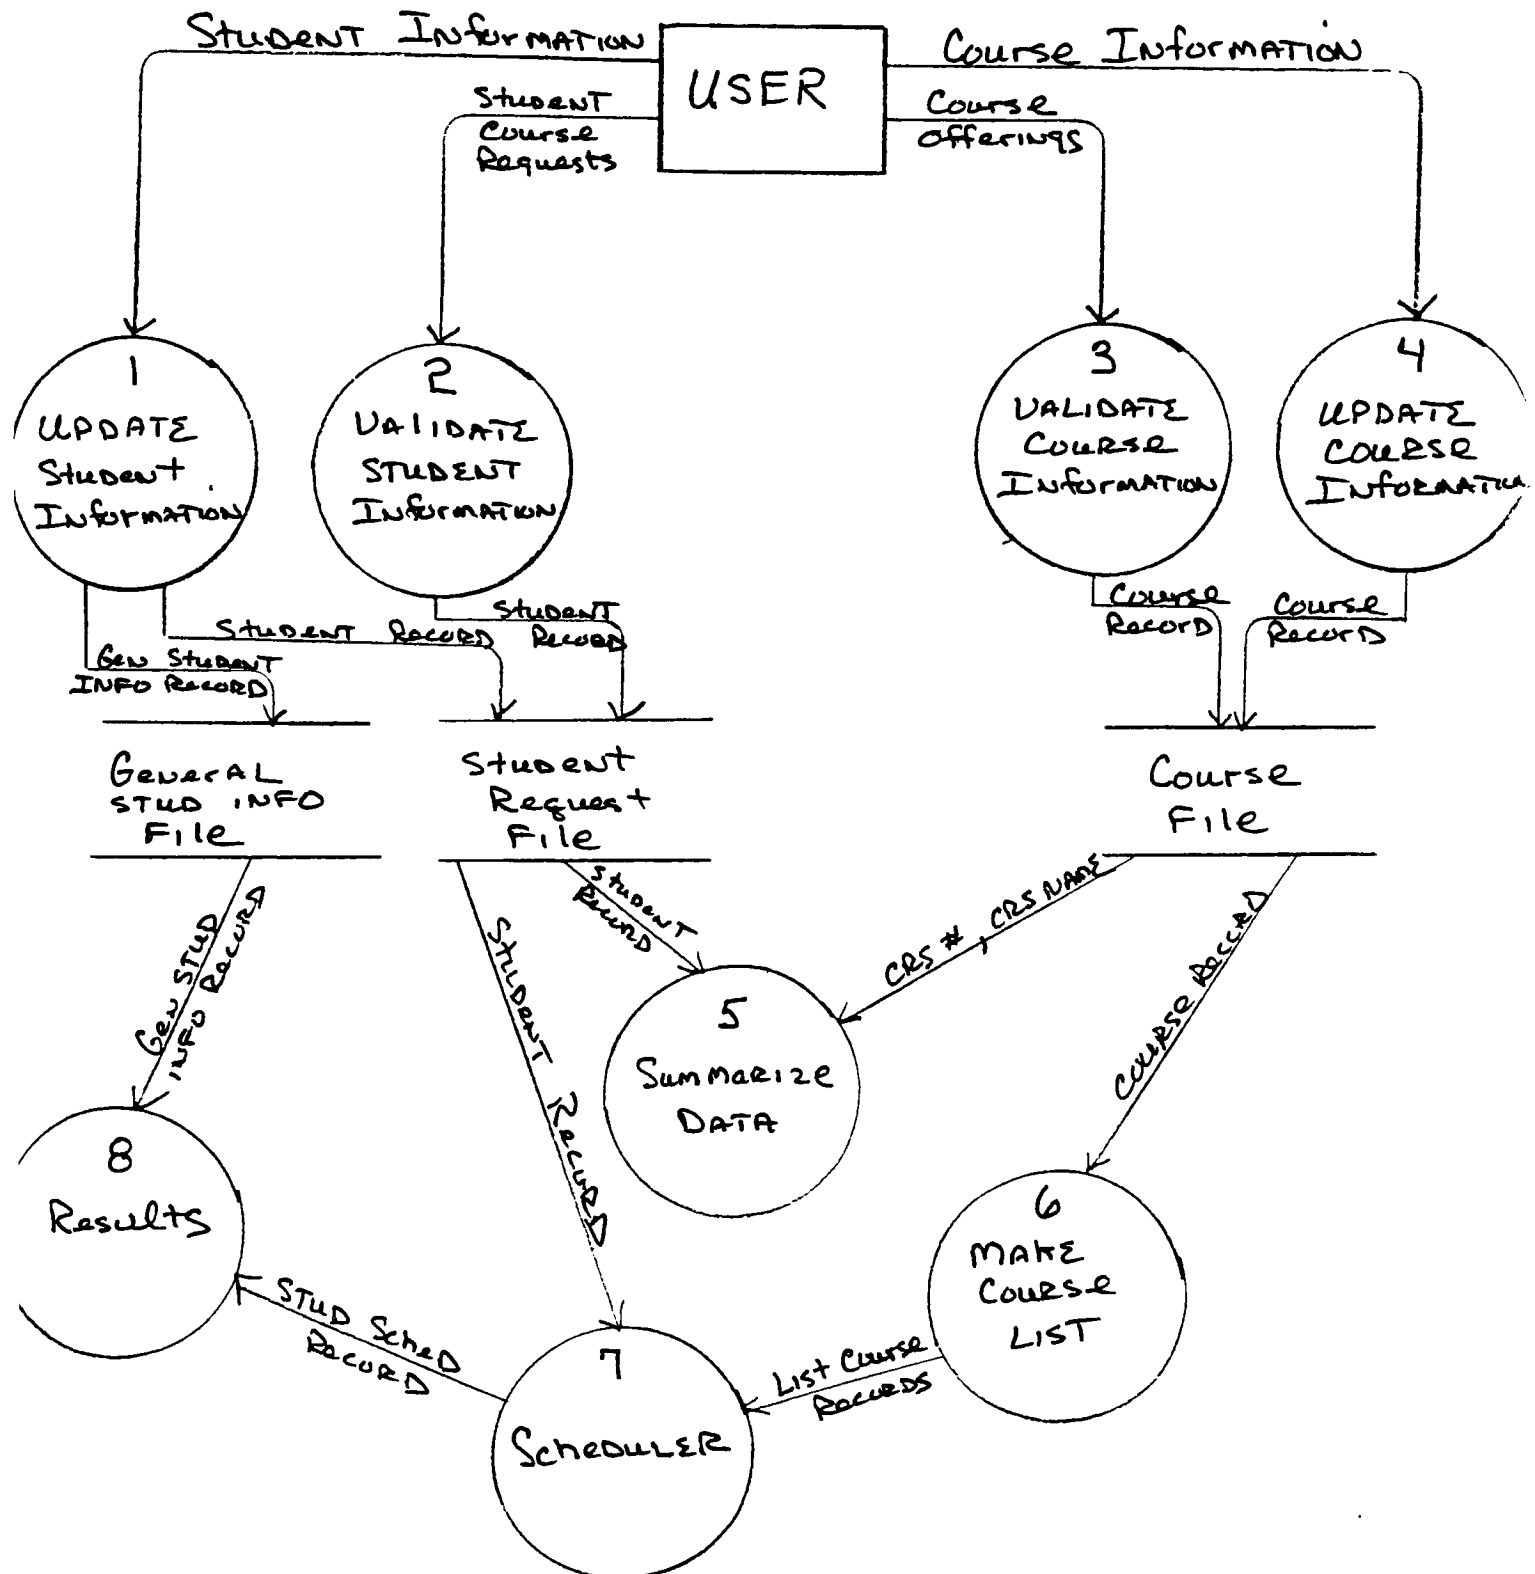 Student Information
USER
Course Information
Student
Course
Requests
Course
Offerings
1
UPDATE
Student
Information
2
VALIDATE
STUDENT
Information
3
VALIDATE
COURSE
Information
4
UPDATE
COURSE
Information
Student Record
Student
Record
Gen Student
INFO Record
Course
Record
Course
Record
General
STUD INFO
File
Student
Request
File
Course
File
Gen STUD
INFO RECORD
STUDENT RECORD
Student
RECORD
CRS #, CRS NAME
COURSE RECORD
5
Summarize
DATA
8
Results
6
MAKE
Course
LIST
STUD Sched
RECORD
7
Scheduler
List Course
Records